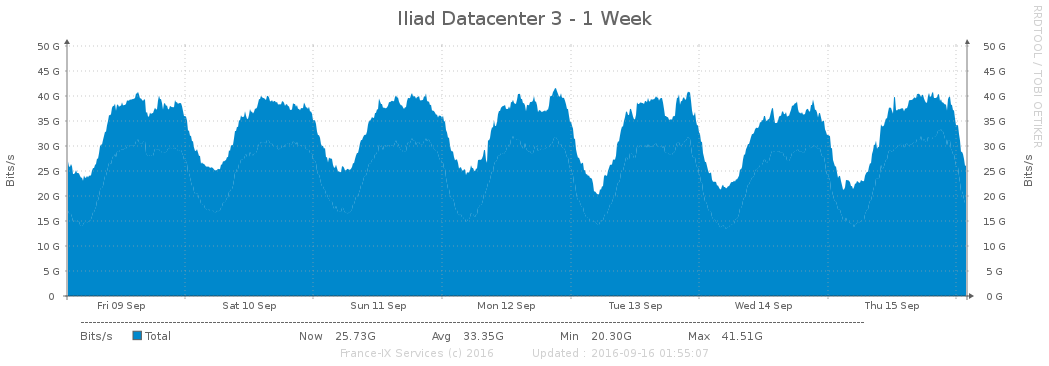 Iliad Datacenter 3 - 1 Week
RRDTOOL / TOBI OETIKER
Bits/s
50 G 50 G
45 G 45 G
40 G 40 G
35 G 35 G
30 G 30 G
25 G 25 G
20 G 20 G
15 G 15 G
10 G 10 G
5 G 5 G
0 0 G
Bits/s
Fri 09 Sep Sat 10 Sep Sun 11 Sep Mon 12 Sep Tue 13 Sep Wed 14 Sep Thu 15 Sep
Bits/s Total Now 25.73G Avg 33.35G Min 20.30G Max 41.51G
France-IX Services (c) 2016 Updated : 2016-09-16 01:55:07